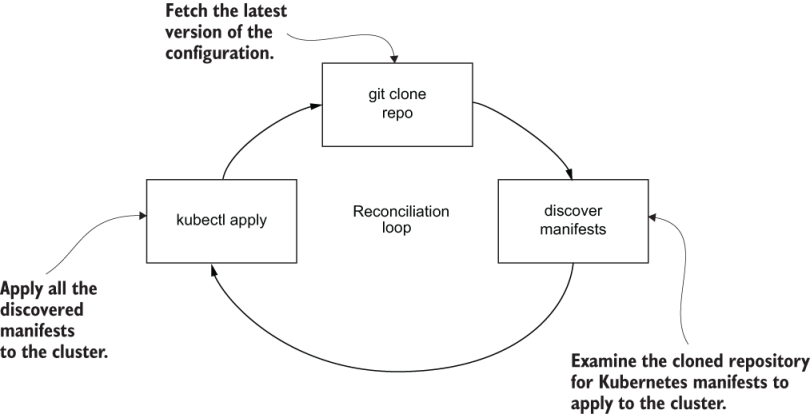 Fetch the latest
version of the
configuration.
git clone
repo
kubectl apply
Reconciliation
loop
discover
manifests
Apply all the
discovered
manifests
to the cluster.
Examine the cloned repository
for Kubernetes manifests to
apply to the cluster.